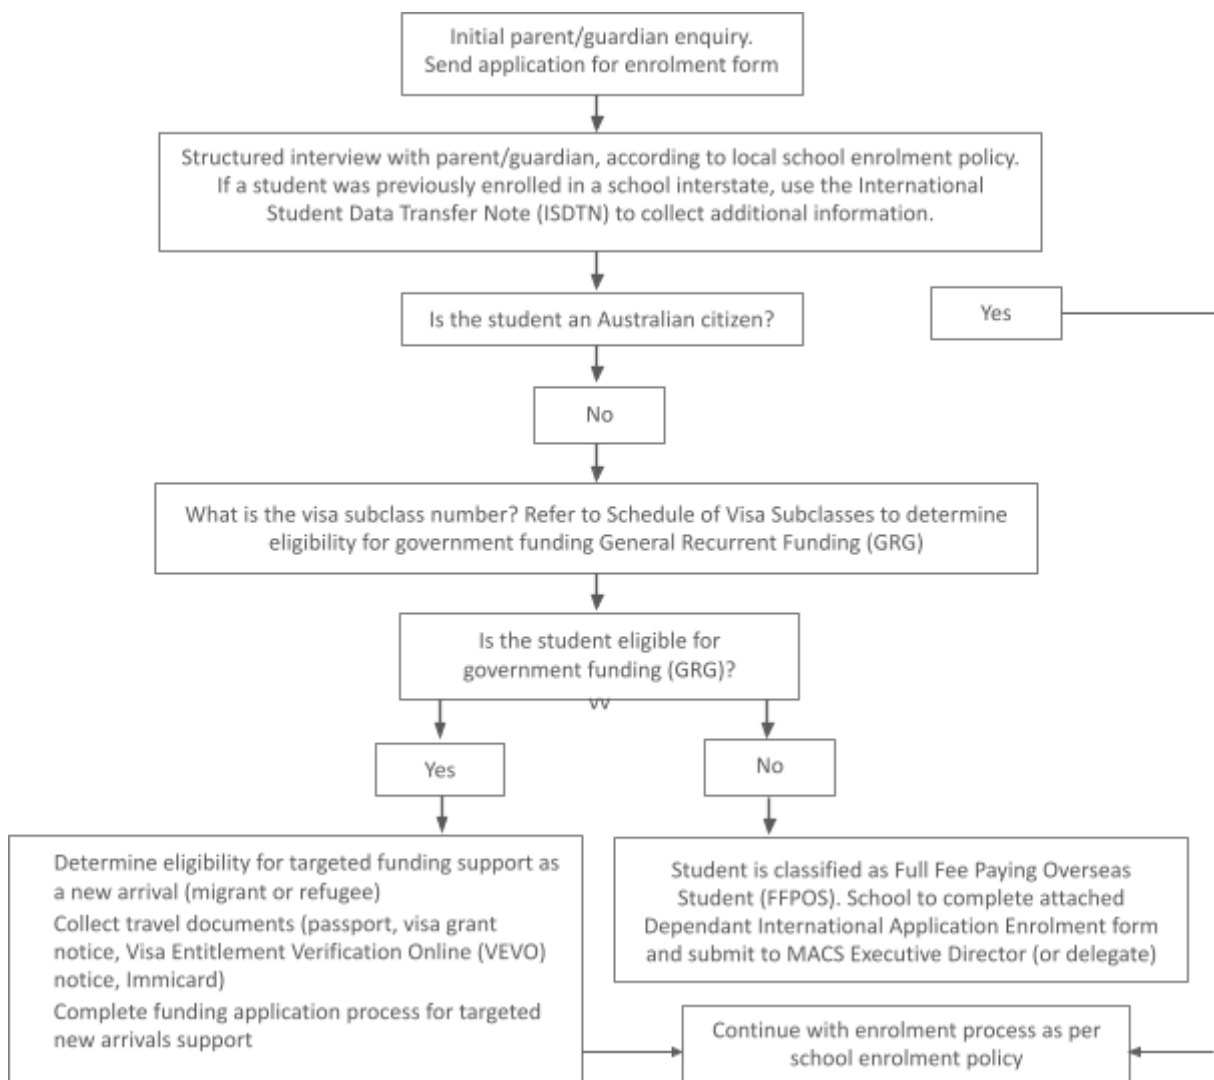 Initial parent/guardian enquiry.
Send application for enrolment form
Structured interview with parent/guardian, according to local school enrolment policy.
If a student was previously enrolled in a school interstate, use the International
Student Data Transfer Note (ISDTN) to collect additional information.
Is the student an Australian citizen?
Yes
No
What is the visa subclass number? Refer to Schedule of Visa Subclasses to determine
eligibility for government funding General Recurrent Funding (GRG)
Is the student eligible for
government funding (GRG)?
Yes
No
Determine eligibility for targeted funding support as
a new arrival (migrant or refugee)
Collect travel documents (passport, visa grant
notice, Visa Entitlement Verification Online (VEVO)
notice, Immicard)
Complete funding application process for targeted
new arrivals support
Student is classified as Full Fee Paying Overseas
Student (FFPOS). School to complete attached
Dependant International Application Enrolment form
and submit to MACS Executive Director (or delegate)
Continue with enrolment process as per
school enrolment policy